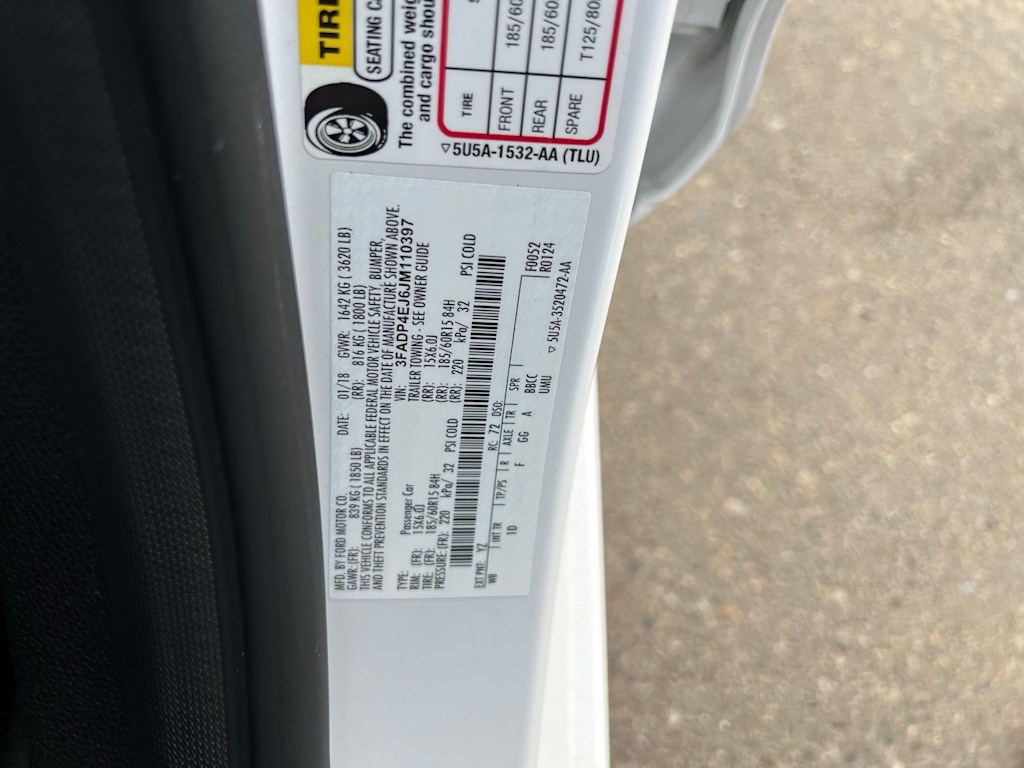 TIRE
SEATING CA
The combined weig
and cargo shou
TIRE
FRONT 185/60
REAR 185/60
SPARE T125/80
▽5U5A-1532-AA (TLU)
MFD. BY FORD MOTOR CO. DATE: 01/18 GVWR: 1642 KG ( 3620 LB)
GAWR: (FR): 839 KG ( 1850 LB) (RR): 816 KG ( 1800 LB)
THIS VEHICLE CONFORMS TO ALL APPLICABLE FEDERAL MOTOR VEHICLE SAFETY, BUMPER,
AND THEFT PREVENTION STANDARDS IN EFFECT ON THE DATE OF MANUFACTURE SHOWN ABOVE.
VIN: 3FADP4EJ6JM110397
TYPE: Passenger Car TRAILER TOWING - SEE OWNER GUIDE
RIM: (FR): 15X6.0J (RR): 15X6.0J
TIRE: (FR): 185/60R15 84H (RR): 185/60R15 84H
PRESSURE: (FR): 220 kPa/ 32 PSI COLD (RR): 220 kPa/ 32 PSI COLD
EXT PNT: YZ RC: 72 DSO: F0052
WB INT TR TP/PS R AXLE TR SPR R0124
1D F GG A BBCC
UMU ▽ 5U5A-3520472-AA